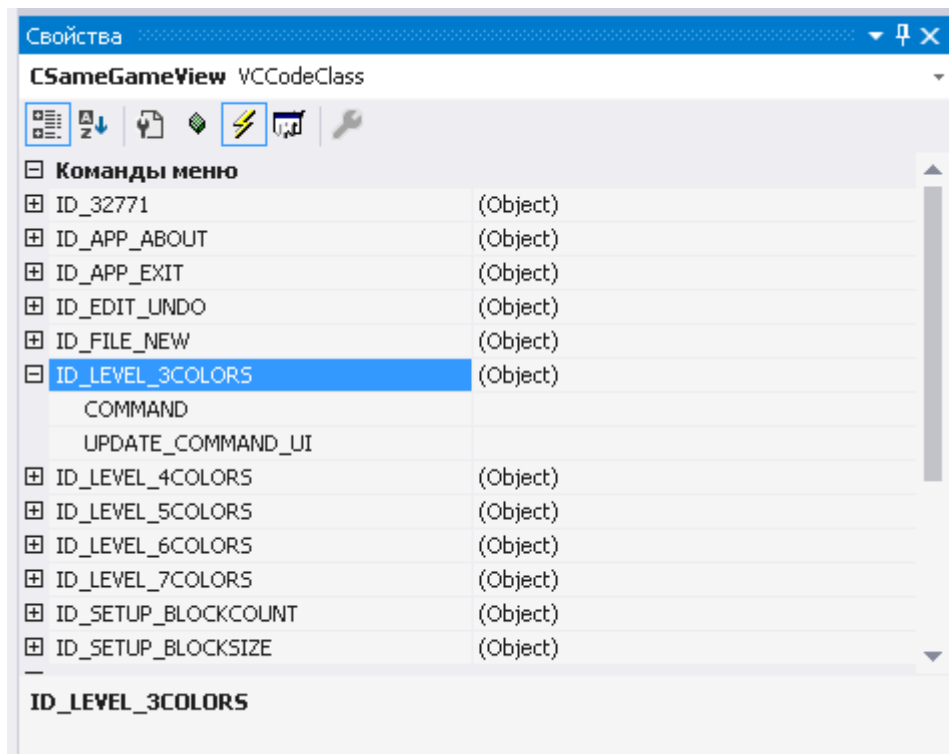 Свойства
CSameGameView VCCodeClass
Команды меню
ID_32771 (Object)
ID_APP_ABOUT (Object)
ID_APP_EXIT (Object)
ID_EDIT_UNDO (Object)
ID_FILE_NEW (Object)
ID_LEVEL_3COLORS (Object)
COMMAND
UPDATE_COMMAND_UI
ID_LEVEL_4COLORS (Object)
ID_LEVEL_5COLORS (Object)
ID_LEVEL_6COLORS (Object)
ID_LEVEL_7COLORS (Object)
ID_SETUP_BLOCKCOUNT (Object)
ID_SETUP_BLOCKSIZE (Object)
ID_LEVEL_3COLORS